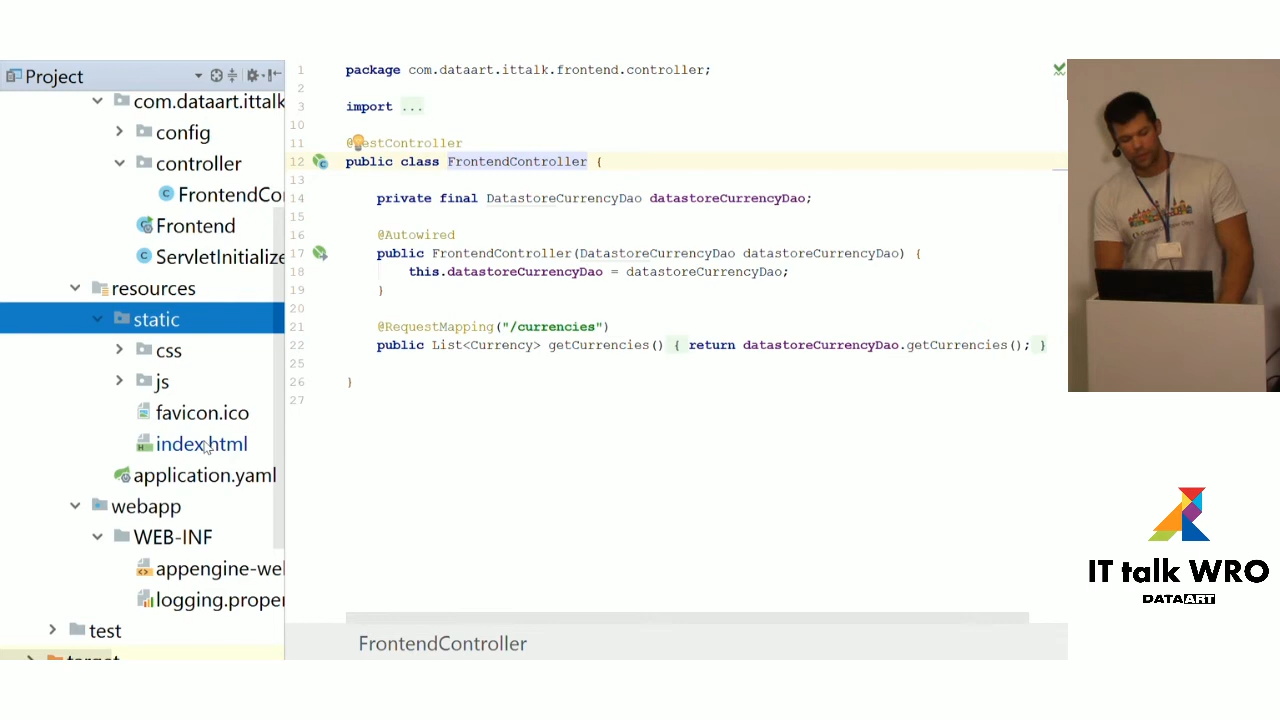 Project
com.dataart.ittalk
config
controller
FrontendCo
Frontend
ServletInitialize
resources
static
css
js
favicon.ico
index.html
application.yaml
webapp
WEB-INF
appengine-we
logging.proper
test
target
1 package com.dataart.ittalk.frontend.controller;
2
3 import ...
10
11 @RestController
12 public class FrontendController {
13
14 private final DatastoreCurrencyDao datastoreCurrencyDao;
15
16 @Autowired
17 public FrontendController(DatastoreCurrencyDao datastoreCurrencyDao) {
18 this.datastoreCurrencyDao = datastoreCurrencyDao;
19 }
20
21 @RequestMapping("/currencies")
22 public List<Currency> getCurrencies() { return datastoreCurrencyDao.getCurrencies(); }
25
26 }
27
FrontendController
IT talk WRO
DATAART